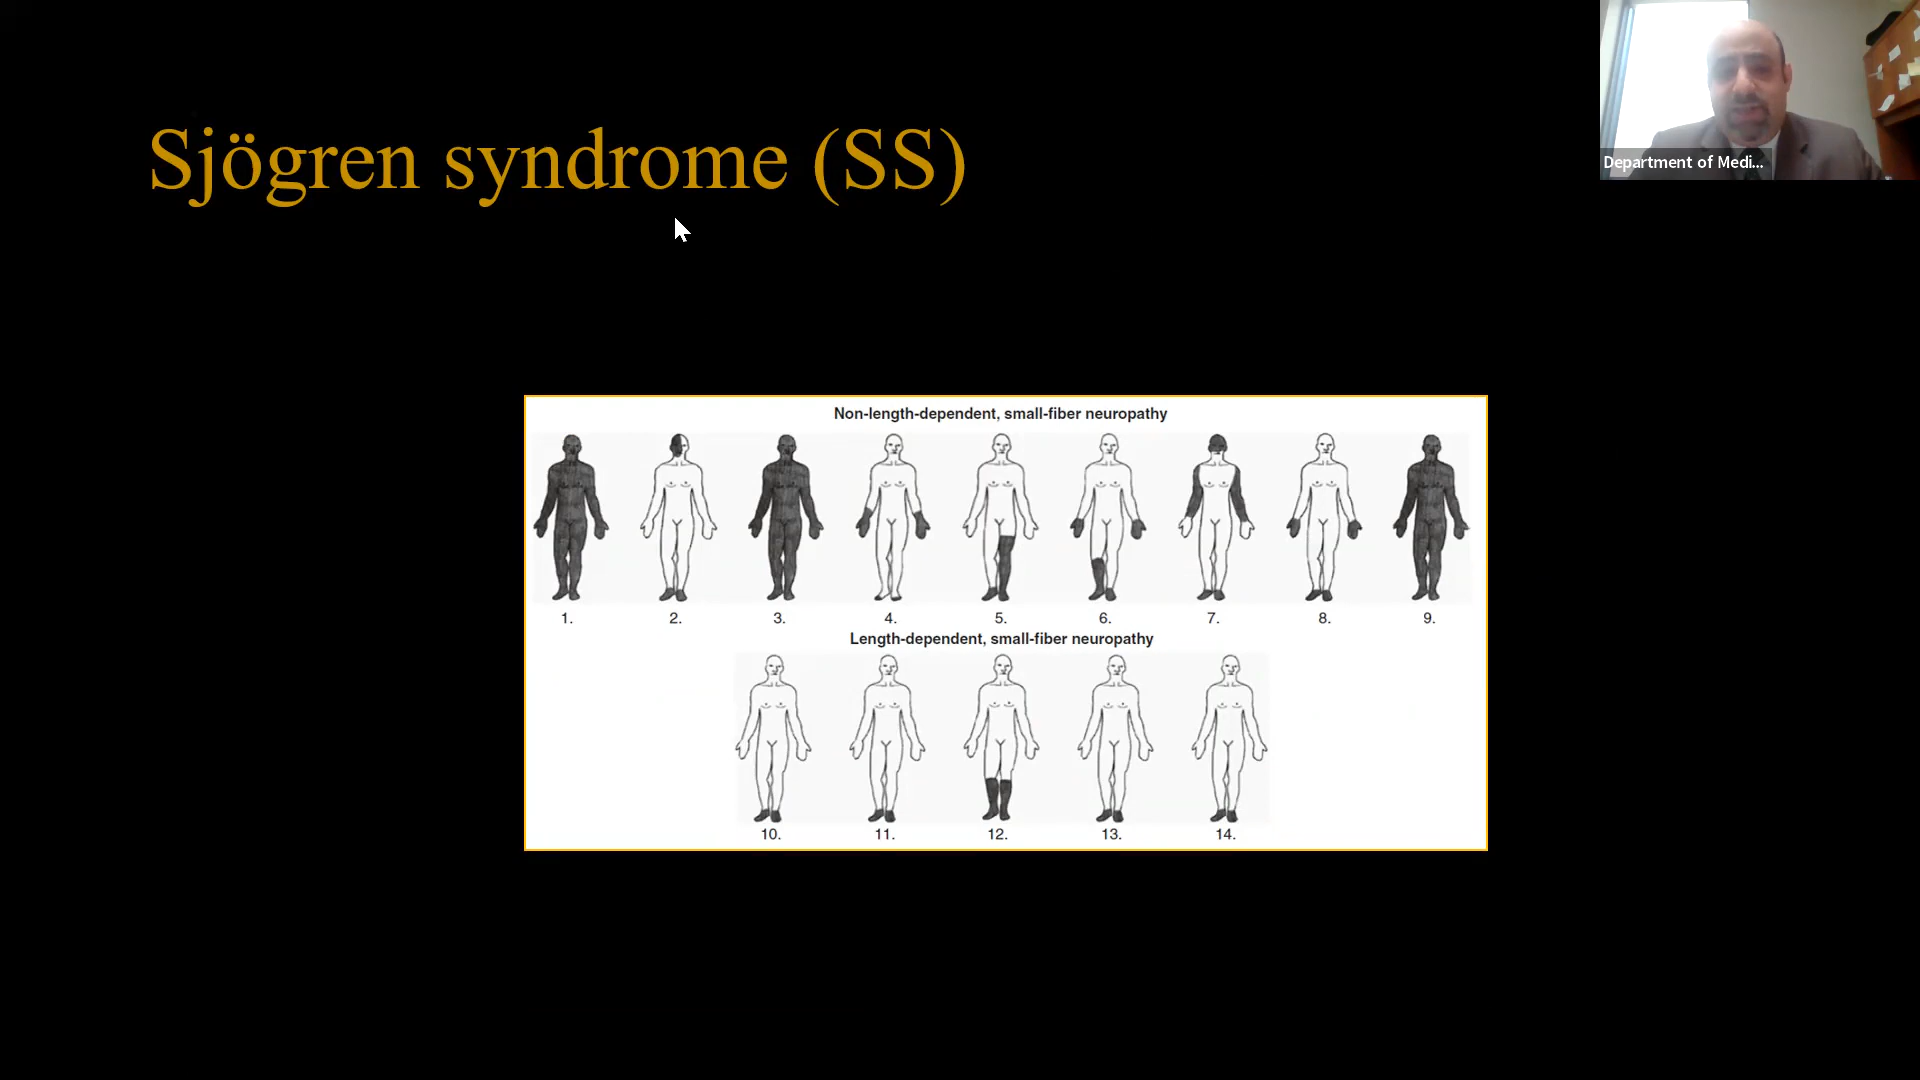 Sjögren syndrome (SS)
Department of Medi...
Non-length-dependent, small-fiber neuropathy
1. 2. 3. 4. 5. 6. 7. 8. 9.
Length-dependent, small-fiber neuropathy
10. 11. 12. 13. 14.